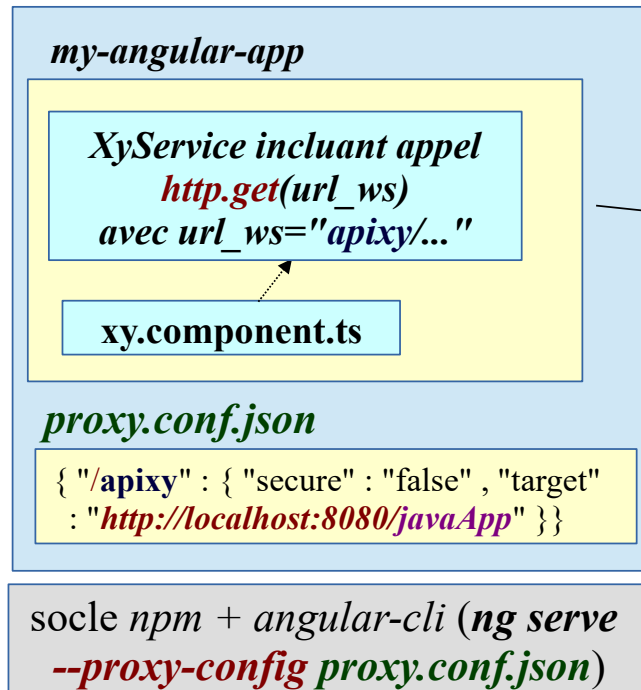 my-angular-app
XyService incluant appel
http.get(url_ws)
avec url_ws="apixy/..."
xy.component.ts
proxy.conf.json
{ "/apixy" : { "secure" : "false" , "target"
: "http://localhost:8080/javaApp" }}
socle npm + angular-cli (ng serve
--proxy-config proxy.conf.json)